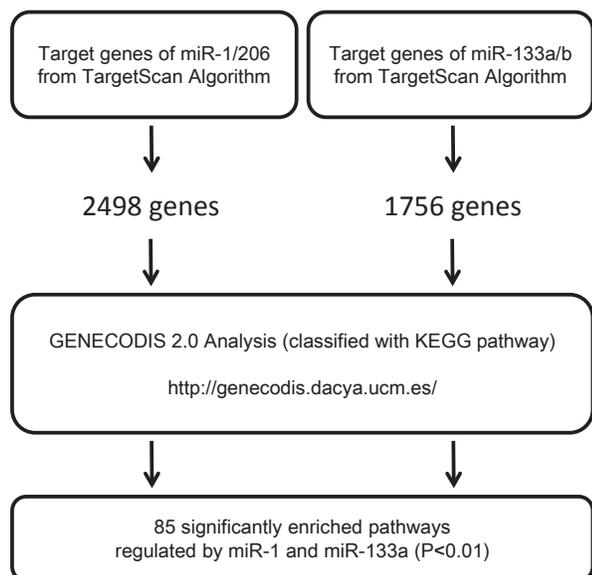 Target genes of miR-1/206
from TargetScan Algorithm
Target genes of miR-133a/b
from TargetScan Algorithm
2498 genes
1756 genes
GENECODIS 2.0 Analysis (classified with KEGG pathway)
http://genecodis.dacya.ucm.es/
85 significantly enriched pathways
regulated by miR-1 and miR-133a (P<0.01)